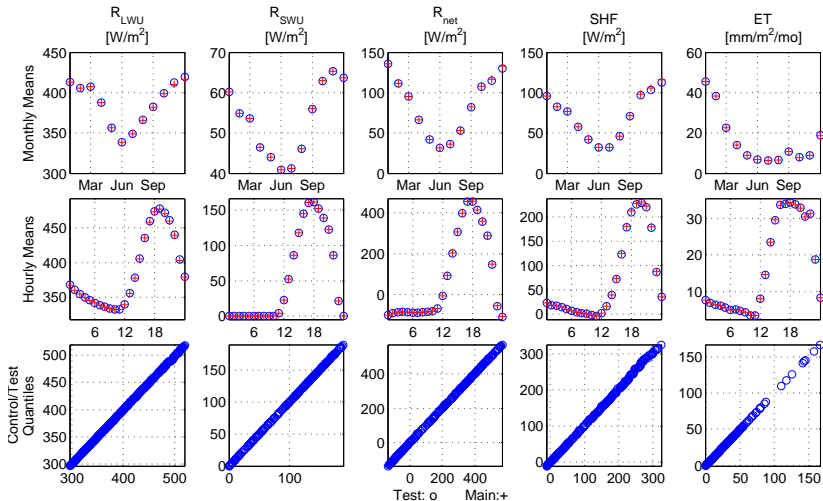 R_LWU R_SWU R_net SHF ET
[W/m²] [W/m²] [W/m²] [W/m²] [mm/m²/mo]
Monthly Means
450 400 350 300
70 60 50 40
150 100 50 0
150 100 50 0
60 40 20 0
Mar Jun Sep Mar Jun Sep Mar Jun Sep Mar Jun Sep Mar Jun Sep
Hourly Means
450 400 350
150 100 50 0
400 200 0
200 150 100 50 0
30 20 10
6 12 18 6 12 18 6 12 18 6 12 18 6 12 18
Control/Test
Quantiles
500 450 400 350 300
150 100 50 0
400 200 0
300 200 100 0
150 100 50 0
300 400 500 0 100 0 200 400 0 100 200 300 0 50 100 150
Test: o Main:+